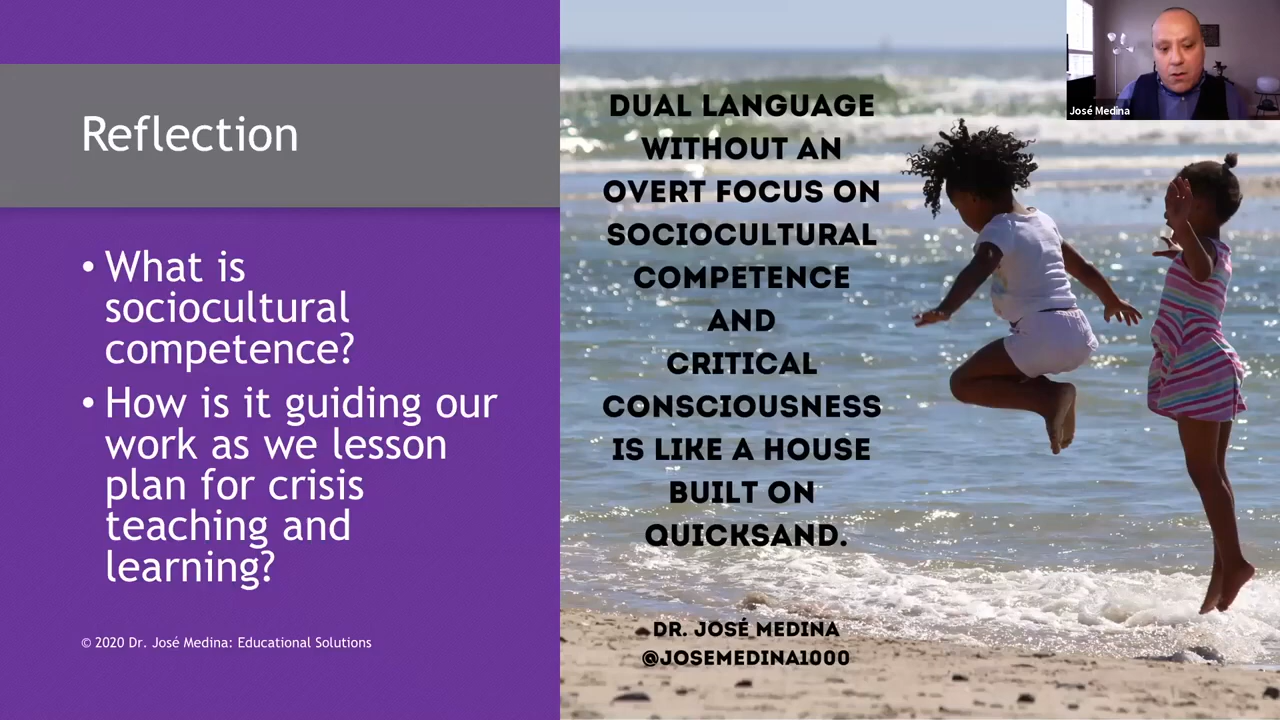 Reflection
• What is
sociocultural
competence?
• How is it guiding our
work as we lesson
plan for crisis
teaching and
learning?
© 2020 Dr. José Medina: Educational Solutions
DUAL LANGUAGE
WITHOUT AN
OVERT FOCUS ON
SOCIOCULTURAL
COMPETENCE
AND
CRITICAL
CONSCIOUSNESS
IS LIKE A HOUSE
BUILT ON
QUICKSAND.
DR. JOSÉ MEDINA
@JOSEMEDINA1000
José Medina